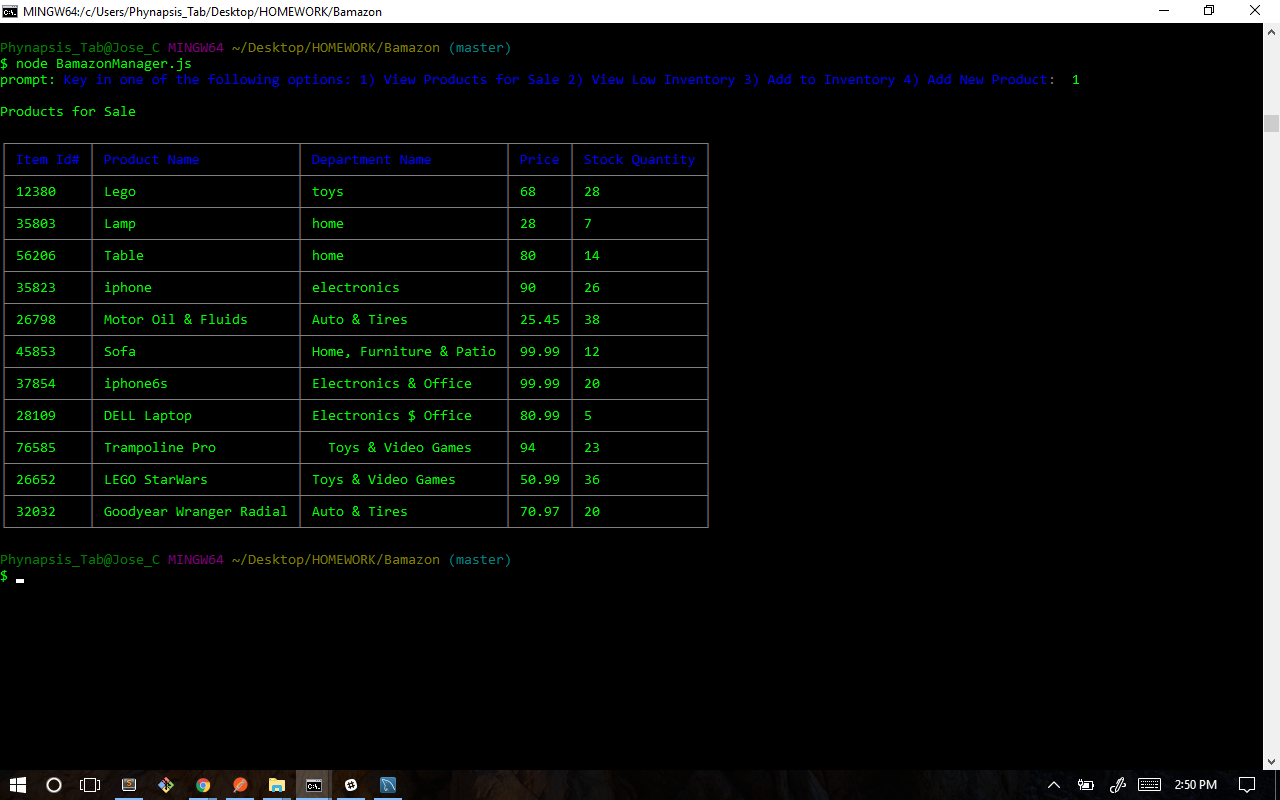 MINGW64:/c/Users/Phynapsis_Tab/Desktop/HOMEWORK/Bamazon
Phynapsis_Tab@Jose_C MINGW64 ~/Desktop/HOMEWORK/Bamazon (master)
$ node BamazonManager.js
prompt: Key in one of the following options: 1) View Products for Sale 2) View Low Inventory 3) Add to Inventory 4) Add New Product:  1
Products for Sale
Item Id# Product Name Department Name Price Stock Quantity
12380 Lego toys 68 28
35803 Lamp home 28 7
56206 Table home 80 14
35823 iphone electronics 90 26
26798 Motor Oil & Fluids Auto & Tires 25.45 38
45853 Sofa Home, Furniture & Patio 99.99 12
37854 iphone6s Electronics & Office 99.99 20
28109 DELL Laptop Electronics $ Office 80.99 5
76585 Trampoline Pro Toys & Video Games 94 23
26652 LEGO StarWars Toys & Video Games 50.99 36
32032 Goodyear Wranger Radial Auto & Tires 70.97 20
Phynapsis_Tab@Jose_C MINGW64 ~/Desktop/HOMEWORK/Bamazon (master)
$
2:50 PM